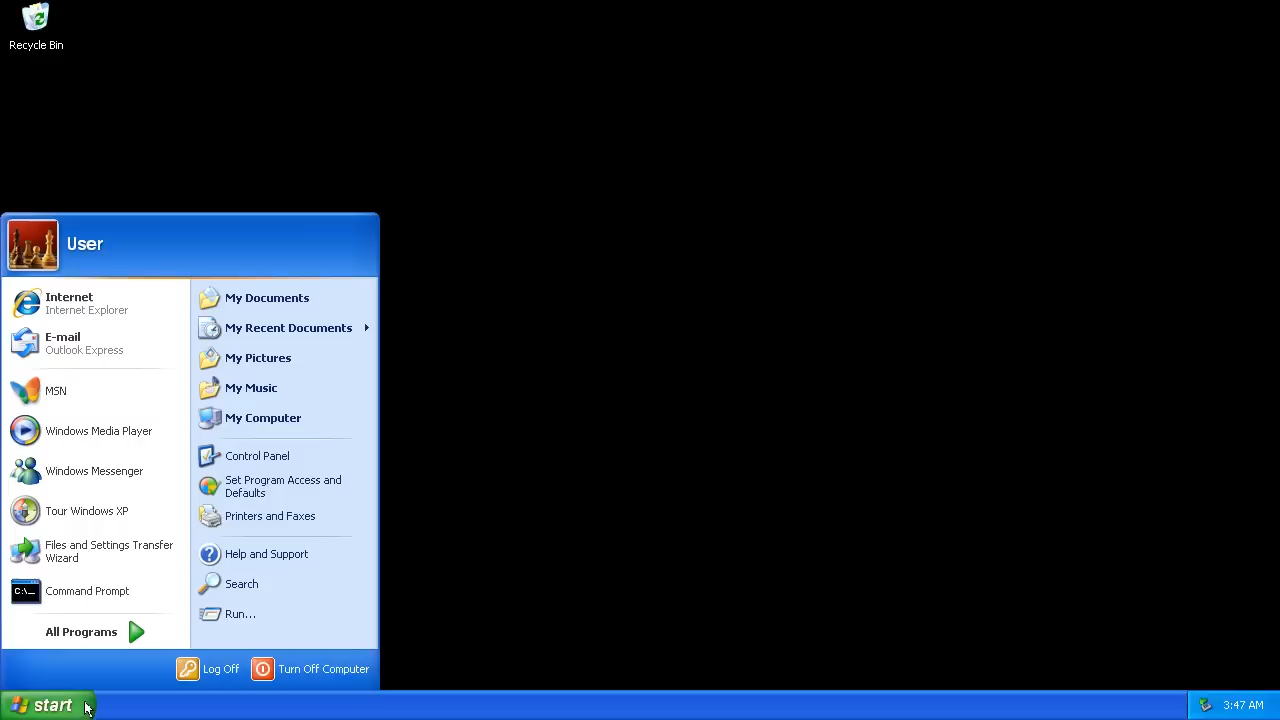 Recycle Bin
User
Internet
Internet Explorer
E-mail
Outlook Express
MSN
Windows Media Player
Windows Messenger
Tour Windows XP
Files and Settings Transfer
Wizard
C:\_
Command Prompt
All Programs
My Documents
My Recent Documents
My Pictures
My Music
My Computer
Control Panel
Set Program Access and
Defaults
Printers and Faxes
Help and Support
Search
Run...
Log Off
Turn Off Computer
start
3:47 AM